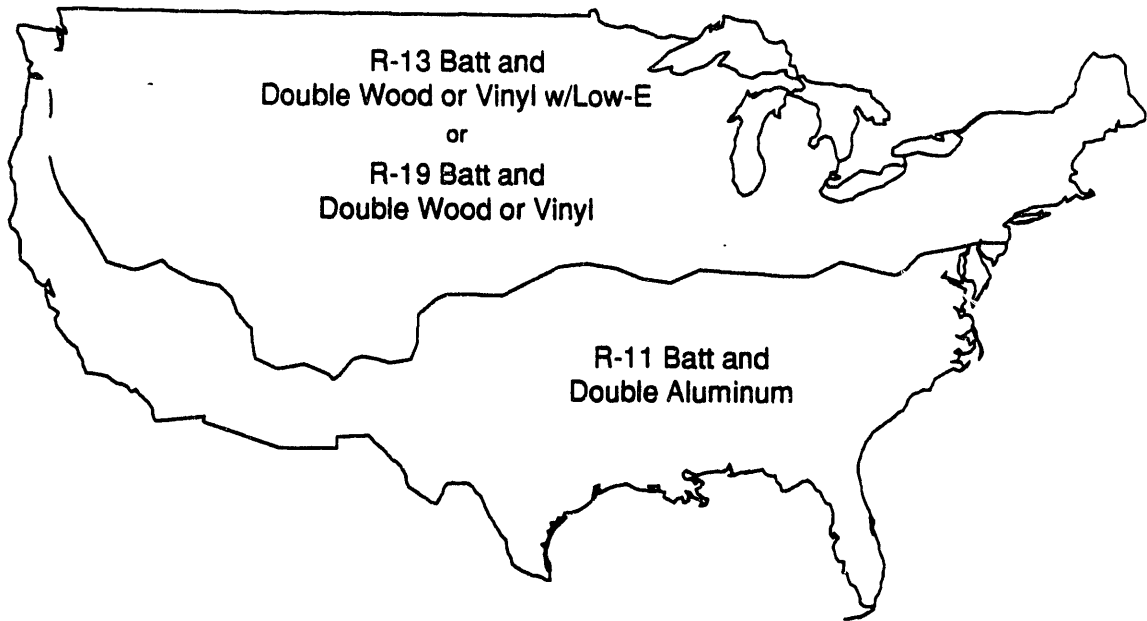 R-13 Batt and
Double Wood or Vinyl w/Low-E
or
R-19 Batt and
Double Wood or Vinyl
R-11 Batt and
Double Aluminum